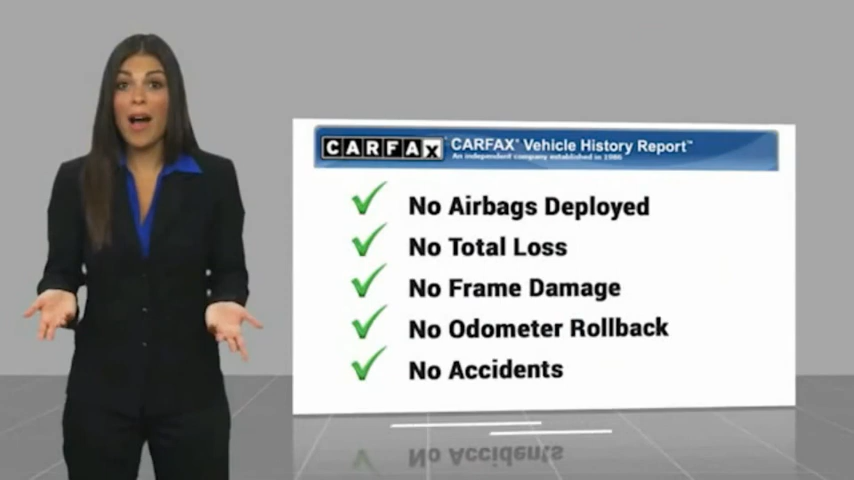 CARFAX CARFAX® Vehicle History Report™
An independent company established in 1986
No Airbags Deployed
No Total Loss
No Frame Damage
No Odometer Rollback
No Accidents
No Accidents